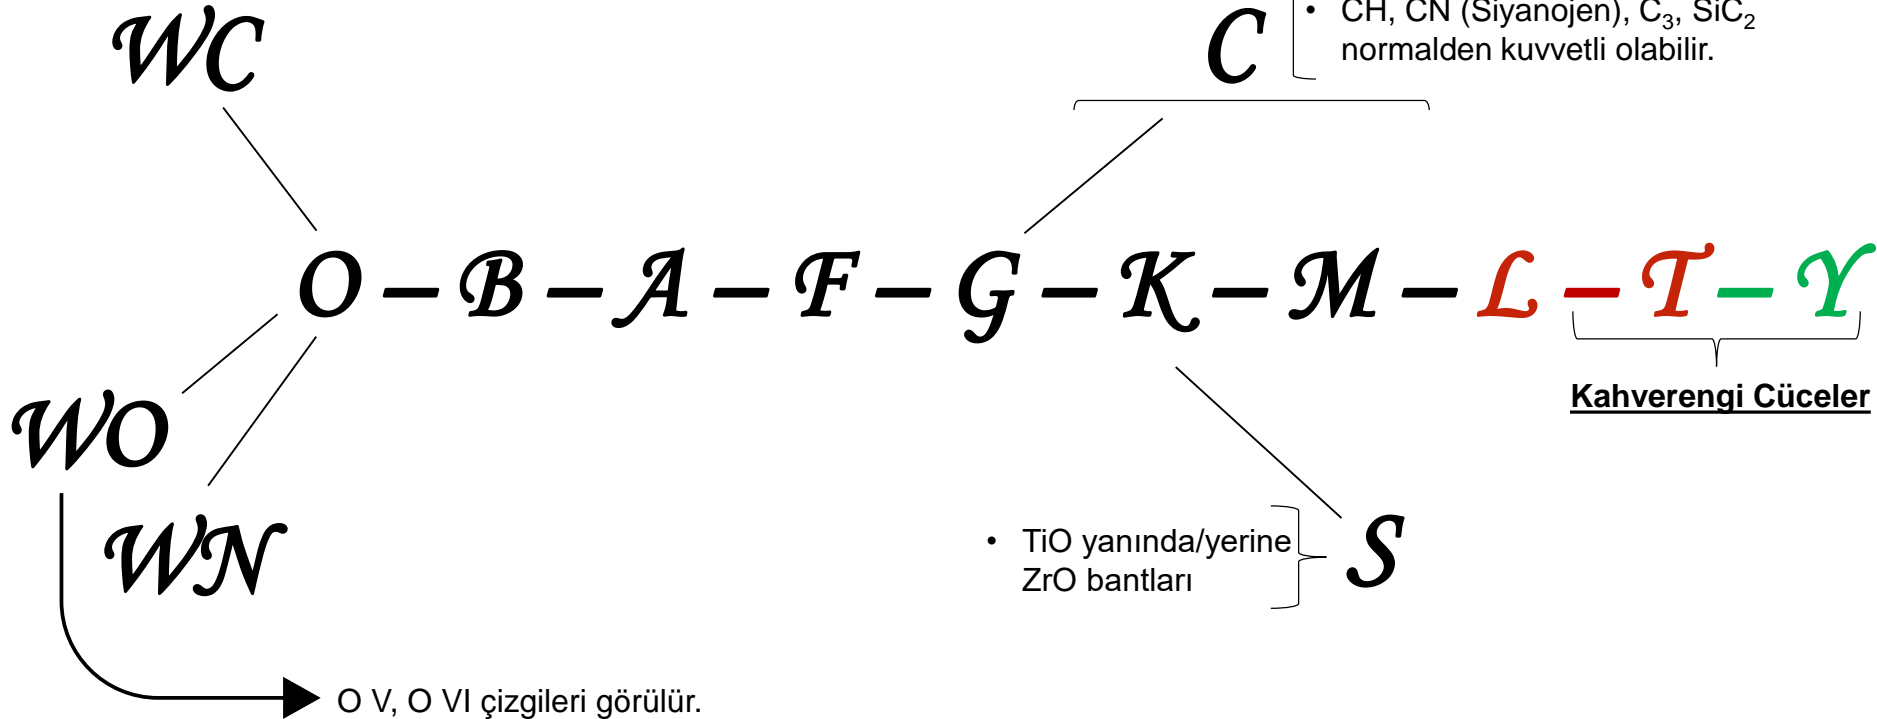 WC
C
• CH, CN (Siyanojen), C₃, SiC₂
normalden kuvvetli olabilir.
O – B – A – F – G – K – M – L – T – Y
Kahverengi Cüceler
WO
WN
• TiO yanında/yerine
ZrO bantları
S
O V, O VI çizgileri görülür.